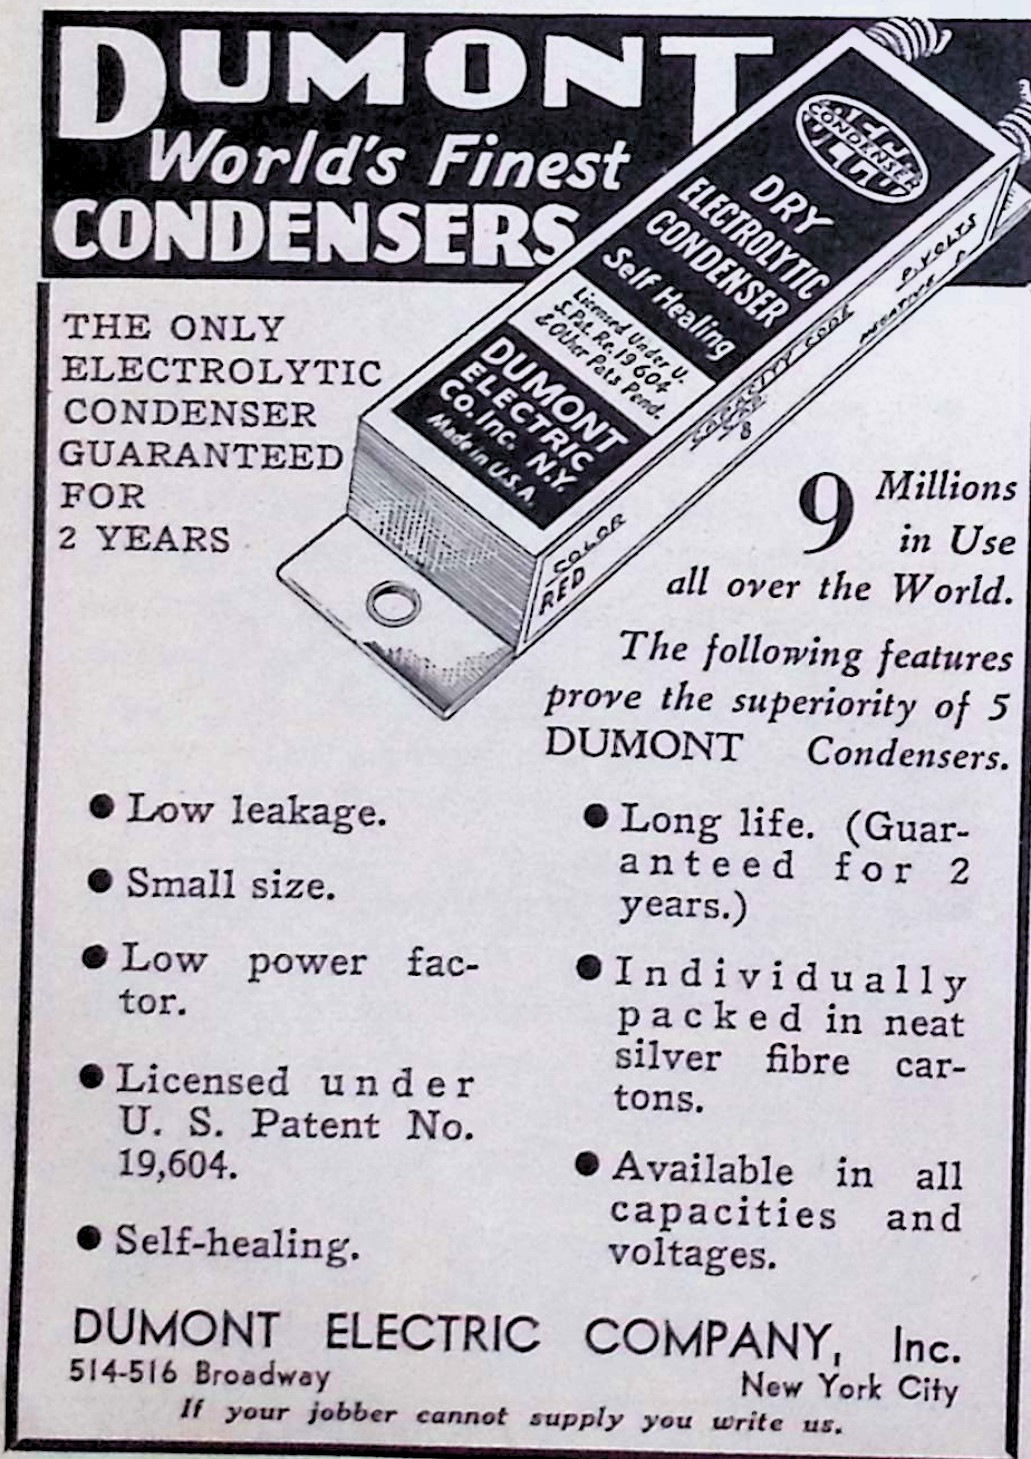 DUMONT
World's Finest
CONDENSERS
CONDENSER
DRY
ELECTROLYTIC
CONDENSER
Self Healing
Licensed Under U.
S. Pat. Re. 19604
& Other Pats Pend.
DUMONT
ELECTRIC
CO. Inc. N.Y.
Made in U.S.A.
P. VOLTS
CAPACITY CODE
8
COLOR
RED
THE ONLY
ELECTROLYTIC
CONDENSER
GUARANTEED
FOR
2 YEARS
9 Millions
in Use
all over the World.
The following features
prove the superiority of 5
DUMONT Condensers.
● Low leakage.
● Small size.
● Low power fac-
tor.
● Licensed under
U. S. Patent No.
19,604.
● Self-healing.
● Long life. (Guar-
anteed for 2
years.)
● Individually
packed in neat
silver fibre car-
tons.
● Available in all
capacities and
voltages.
DUMONT ELECTRIC COMPANY, Inc.
514-516 Broadway New York City
If your jobber cannot supply you write us.